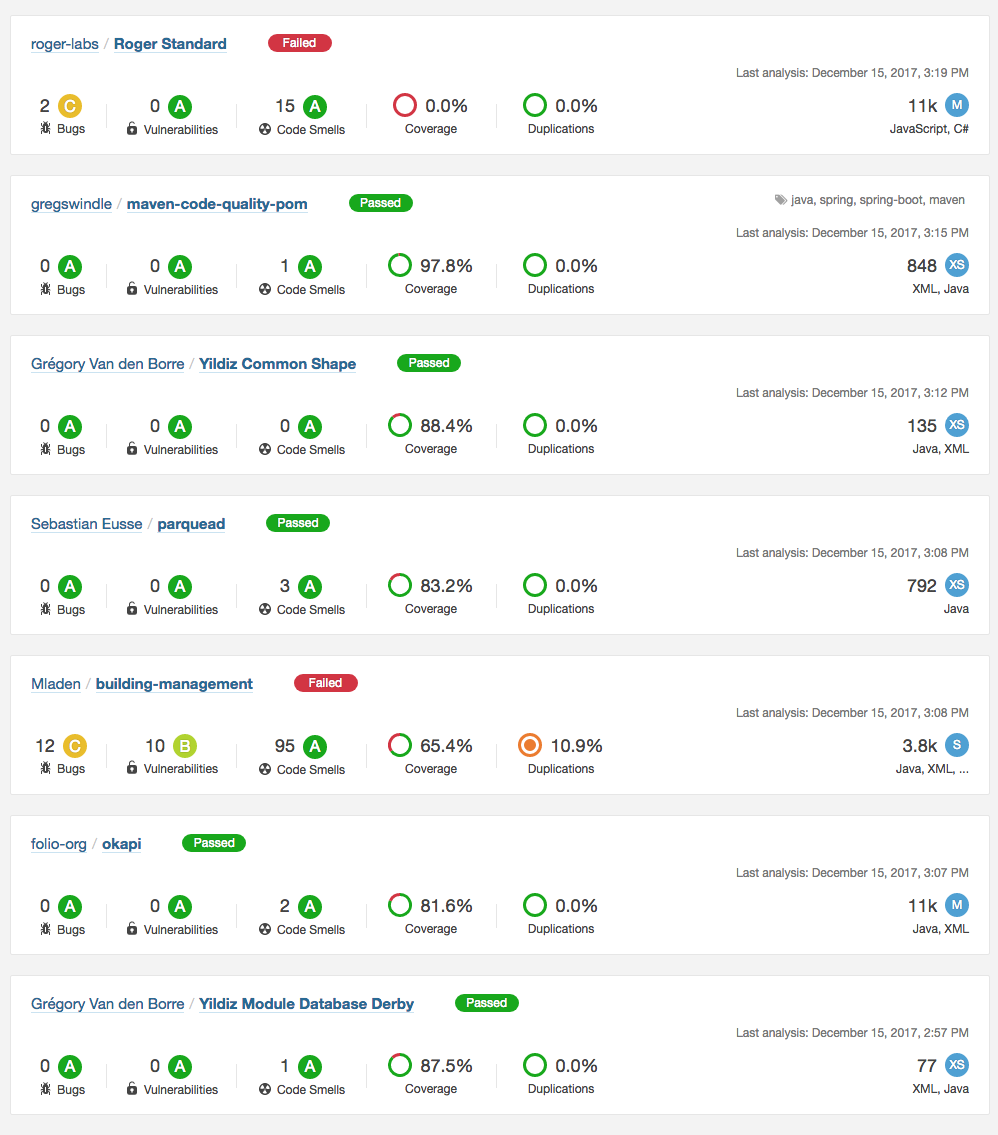 roger-labs / Roger Standard Failed
Last analysis: December 15, 2017, 3:19 PM
2 C 0 A 15 A 0.0% 0.0% 11k M
Bugs Vulnerabilities Code Smells Coverage Duplications JavaScript, C#
gregswindle / maven-code-quality-pom Passed java, spring, spring-boot, maven
Last analysis: December 15, 2017, 3:15 PM
0 A 0 A 1 A 97.8% 0.0% 848 XS
Bugs Vulnerabilities Code Smells Coverage Duplications XML, Java
Grégory Van den Borre / Yildiz Common Shape Passed
Last analysis: December 15, 2017, 3:12 PM
0 A 0 A 0 A 88.4% 0.0% 135 XS
Bugs Vulnerabilities Code Smells Coverage Duplications Java, XML
Sebastian Eusse / parquead Passed
Last analysis: December 15, 2017, 3:08 PM
0 A 0 A 3 A 83.2% 0.0% 792 XS
Bugs Vulnerabilities Code Smells Coverage Duplications Java
Mladen / building-management Failed
Last analysis: December 15, 2017, 3:08 PM
12 C 10 B 95 A 65.4% 10.9% 3.8k S
Bugs Vulnerabilities Code Smells Coverage Duplications Java, XML, ...
folio-org / okapi Passed
Last analysis: December 15, 2017, 3:07 PM
0 A 0 A 2 A 81.6% 0.0% 11k M
Bugs Vulnerabilities Code Smells Coverage Duplications Java, XML
Grégory Van den Borre / Yildiz Module Database Derby Passed
Last analysis: December 15, 2017, 2:57 PM
0 A 0 A 1 A 87.5% 0.0% 77 XS
Bugs Vulnerabilities Code Smells Coverage Duplications XML, Java